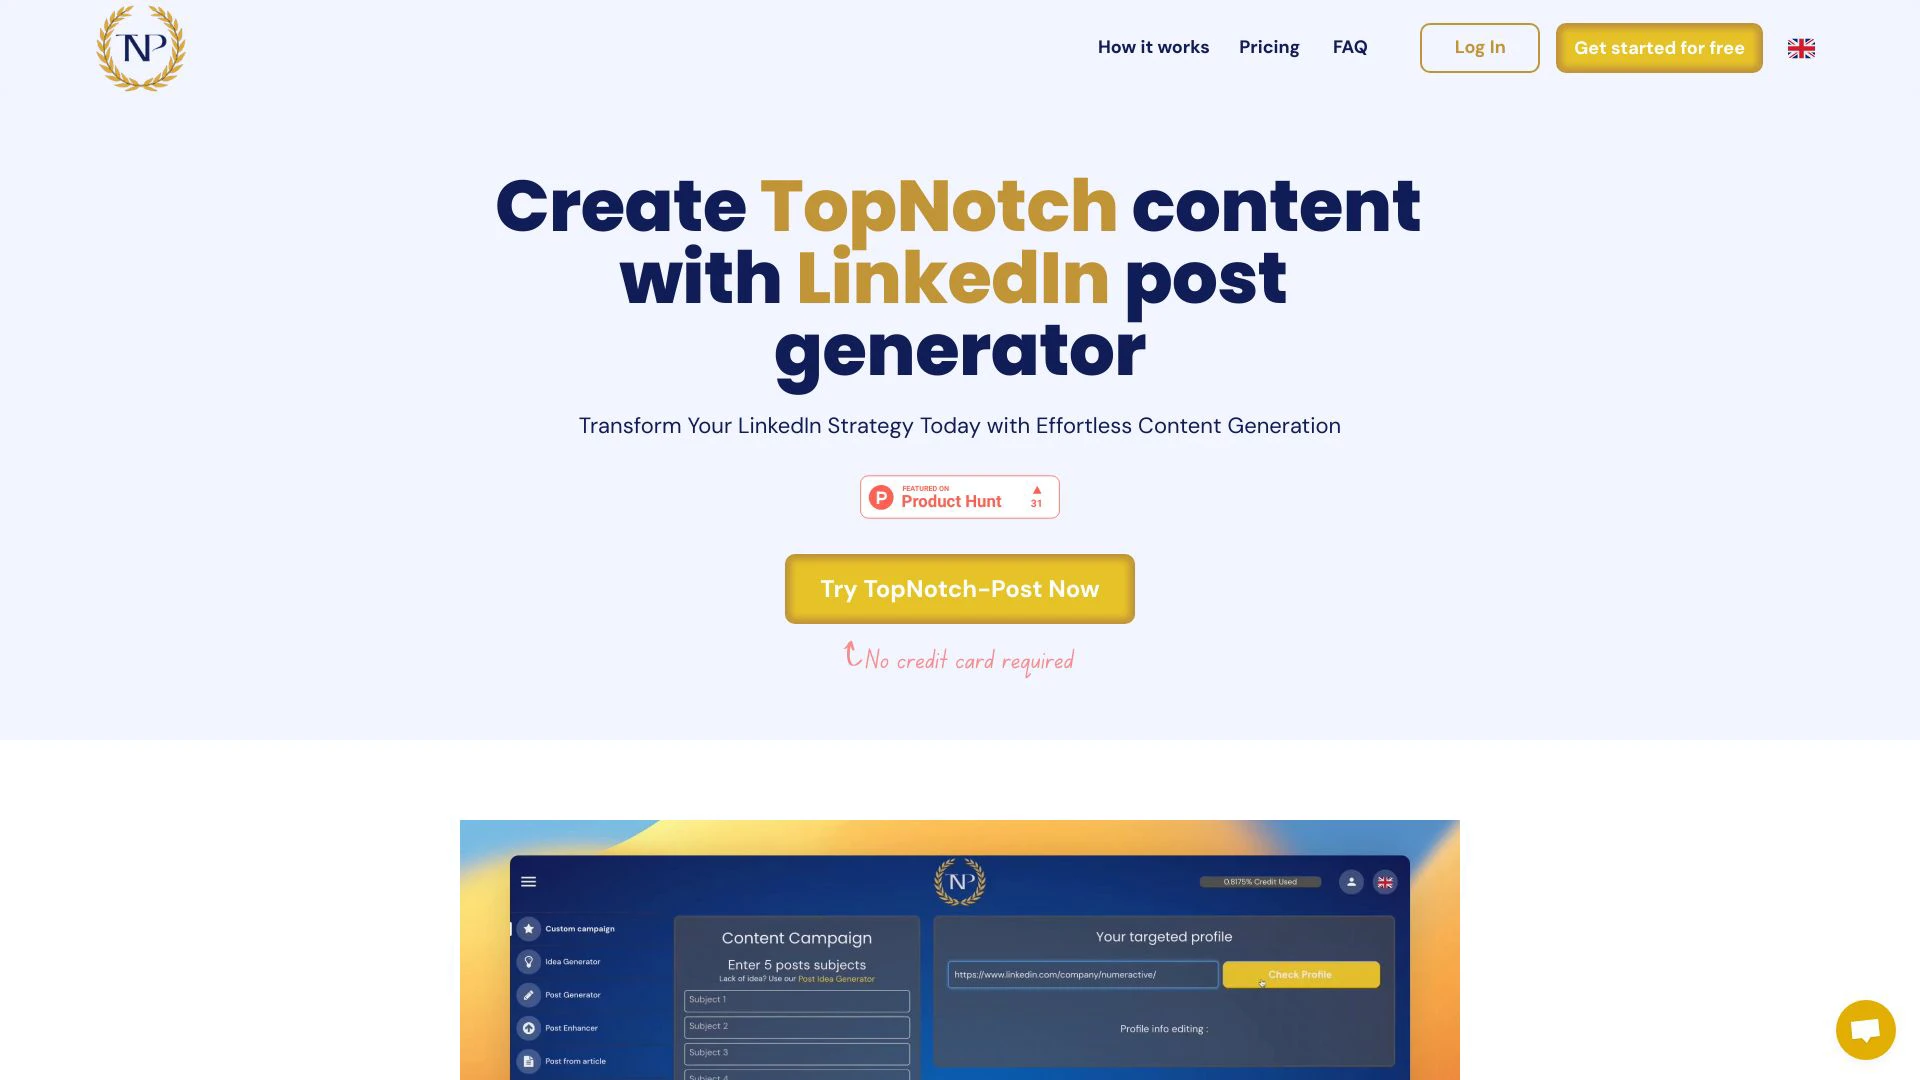 TNP
How it works
Pricing
FAQ
Log In
Get started for free
Create TopNotch content
with LinkedIn post
generator
Transform Your LinkedIn Strategy Today with Effortless Content Generation
P
FEATURED ON
Product Hunt
31
Try TopNotch-Post Now
No credit card required
TNP
0.8175% Credit Used
Custom campaign
Idea Generator
Post Generator
Post Enhancer
Post from article
Content Campaign
Enter 5 posts subjects
Lack of idea? Use our Post Idea Generator
Subject 1
Subject 2
Subject 3
Subject 4
Your targeted profile
https://www.linkedin.com/company/numeractive/
Check Profile
Profile info editing :